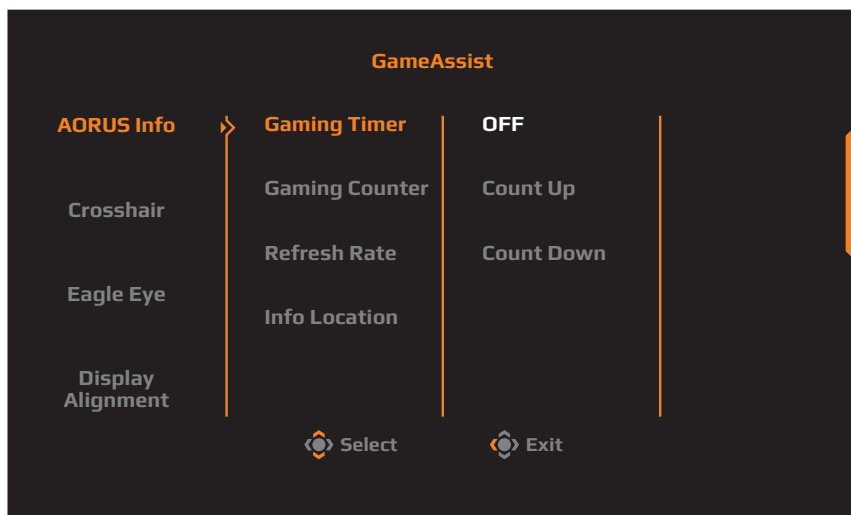 GameAssist
AORUS Info
Crosshair
Eagle Eye
Display
Alignment
Gaming Timer
Gaming Counter
Refresh Rate
Info Location
OFF
Count Up
Count Down
Select
Exit